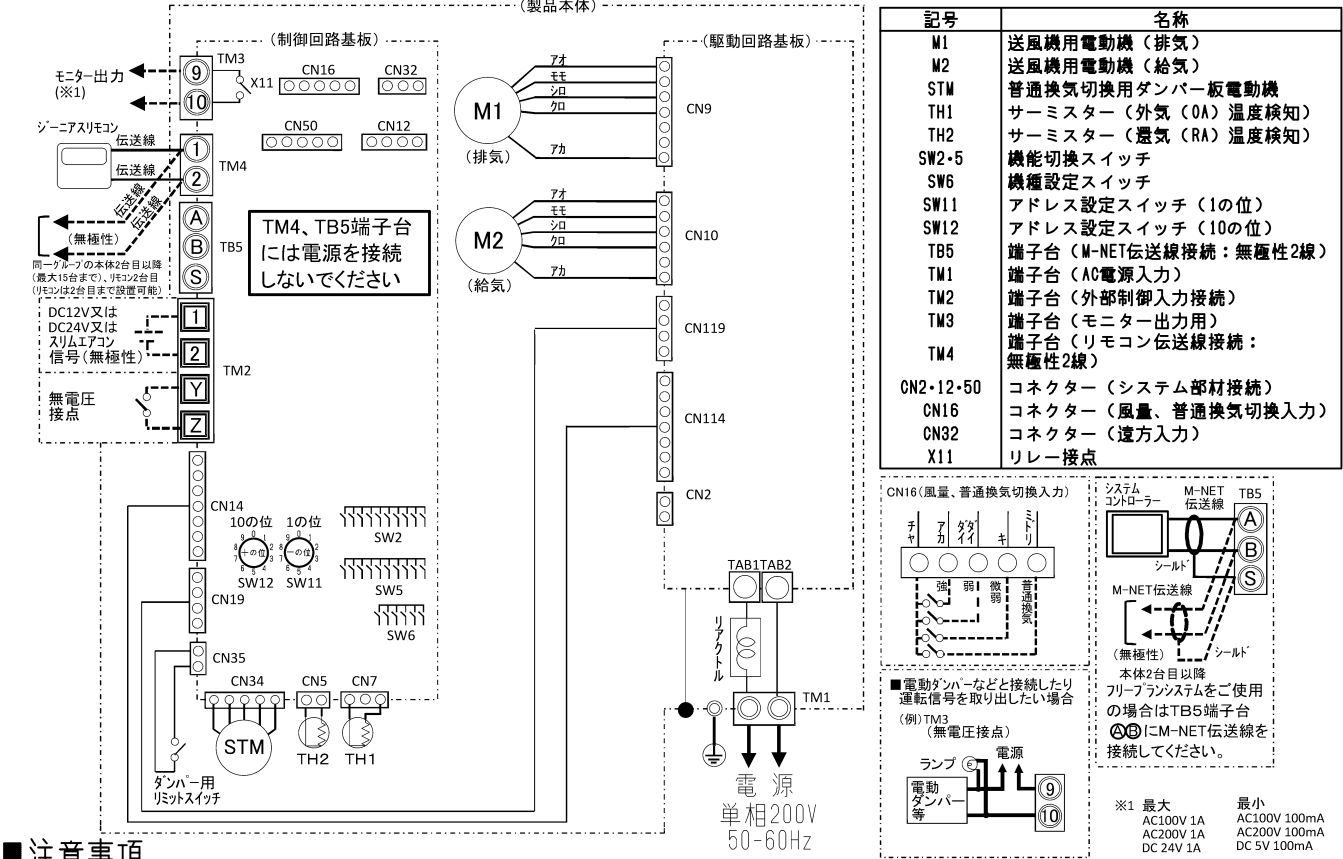 (製品本体)
(制御回路基板)
(駆動回路基板)
モニター出力
(※1)
9
10
TM3
X11
CN16
CN32
CN50
CN12
ジーニアスリモコン
伝送線
伝送線
1
2
TM4
伝送線
伝送線
(無極性)
同一グループの本体2台目以降
(最大15台まで)、リモコン2台目
(リモコンは2台まで設置可能)
A
B
S
TB5
TM4、TB5端子台
には電源を接続
しないでください
DC12V又は
DC24V又は
スリムエアコン
信号(無極性)
1
2
TM2
無電圧
接点
Y
Z
CN14
10の位
1の位
十の位
一の位
SW12
SW11
SW2
SW5
SW6
CN19
CN35
CN34
CN5
CN7
STM
TH2
TH1
ダンパー用
リミットスイッチ
M1
(排気)
アオ
モモ
シロ
クロ
アカ
CN9
M2
(給気)
アオ
モモ
シロ
クロ
アカ
CN10
CN119
CN114
CN2
TAB1
TAB2
リアクトル
TM1
電 源
単相200V
50-60Hz
記号 名称
M1 送風機用電動機(排気)
M2 送風機用電動機(給気)
STM 普通換気切換用ダンパー板電動機
TH1 サーミスター(外気(OA)温度検知)
TH2 サーミスター(還気(RA)温度検知)
SW2・5 機能切換スイッチ
SW6 機種設定スイッチ
SW11 アドレス設定スイッチ(1の位)
SW12 アドレス設定スイッチ(10の位)
TB5 端子台(M-NET伝送線接続:無極性2線)
TM1 端子台(AC電源入力)
TM2 端子台(外部制御入力接続)
TM3 端子台(モニター出力用)
TM4 端子台(リモコン伝送線接続:
無極性2線)
CN2・12・50 コネクター(システム部材接続)
CN16 コネクター(風量、普通換気切換入力)
CN32 コネクター(遠方入力)
X11 リレー接点
CN16(風量、普通換気切換入力)
チャ
アカ
ダイダイ
キ
ミドリ
強
弱
微弱
普通換気
システム
コントローラー
M-NET
伝送線
TB5
A
B
S
シールド
M-NET伝送線
(無極性)
シールド
本体2台目以降
フリープランシステムをご使用
の場合はTB5端子台
ⒶⒷにM-NET伝送線を
接続してください。
■電動ダンパーなどと接続したり
運転信号を取り出したい場合
(例)TM3
(無電圧接点)
ランプ
電源
電動
ダンパー
等
9
10
※1 最大 最小
AC100V 1A AC100V 100mA
AC200V 1A AC200V 100mA
DC 24V 1A DC 5V 100mA
■注意事項